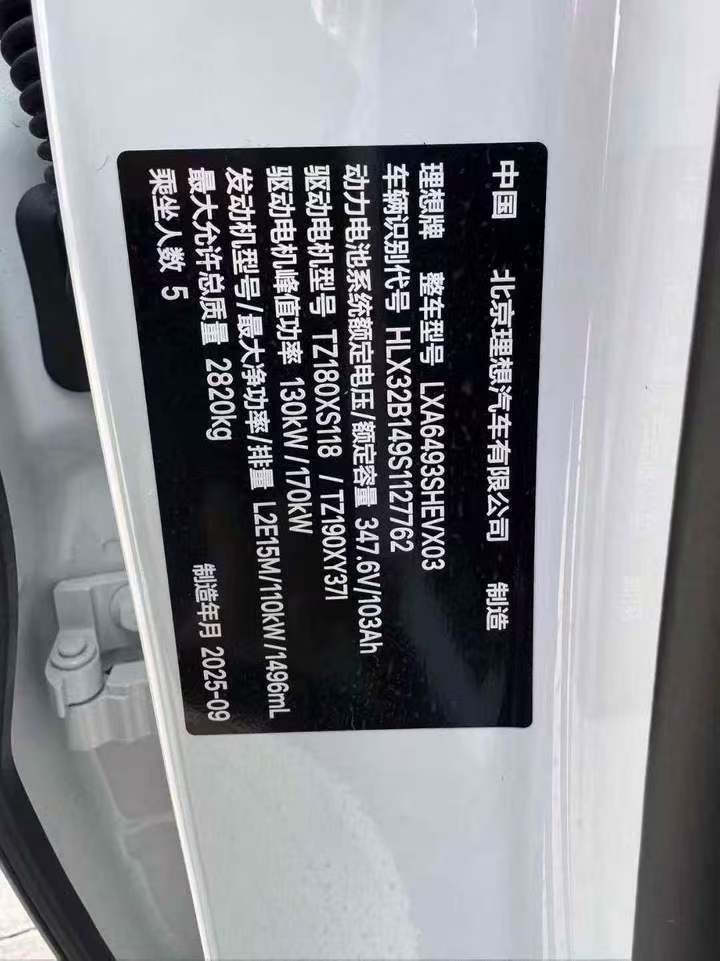 中国 北京理想汽车有限公司 制造
理想牌 整车型号 LXA6493SHEVX03
车辆识别代号 HLX32B149S1127762
动力电池系统额定电压/额定容量 347.6V/103Ah
驱动电机型号 TZ180XS118 /TZ190XY37I
驱动电机峰值功率 130kW/170kW
发动机型号/最大净功率/排量 L2E15M/110kW/1496mL
最大允许总质量 2820kg
乘坐人数 5 制造年月 2025-09